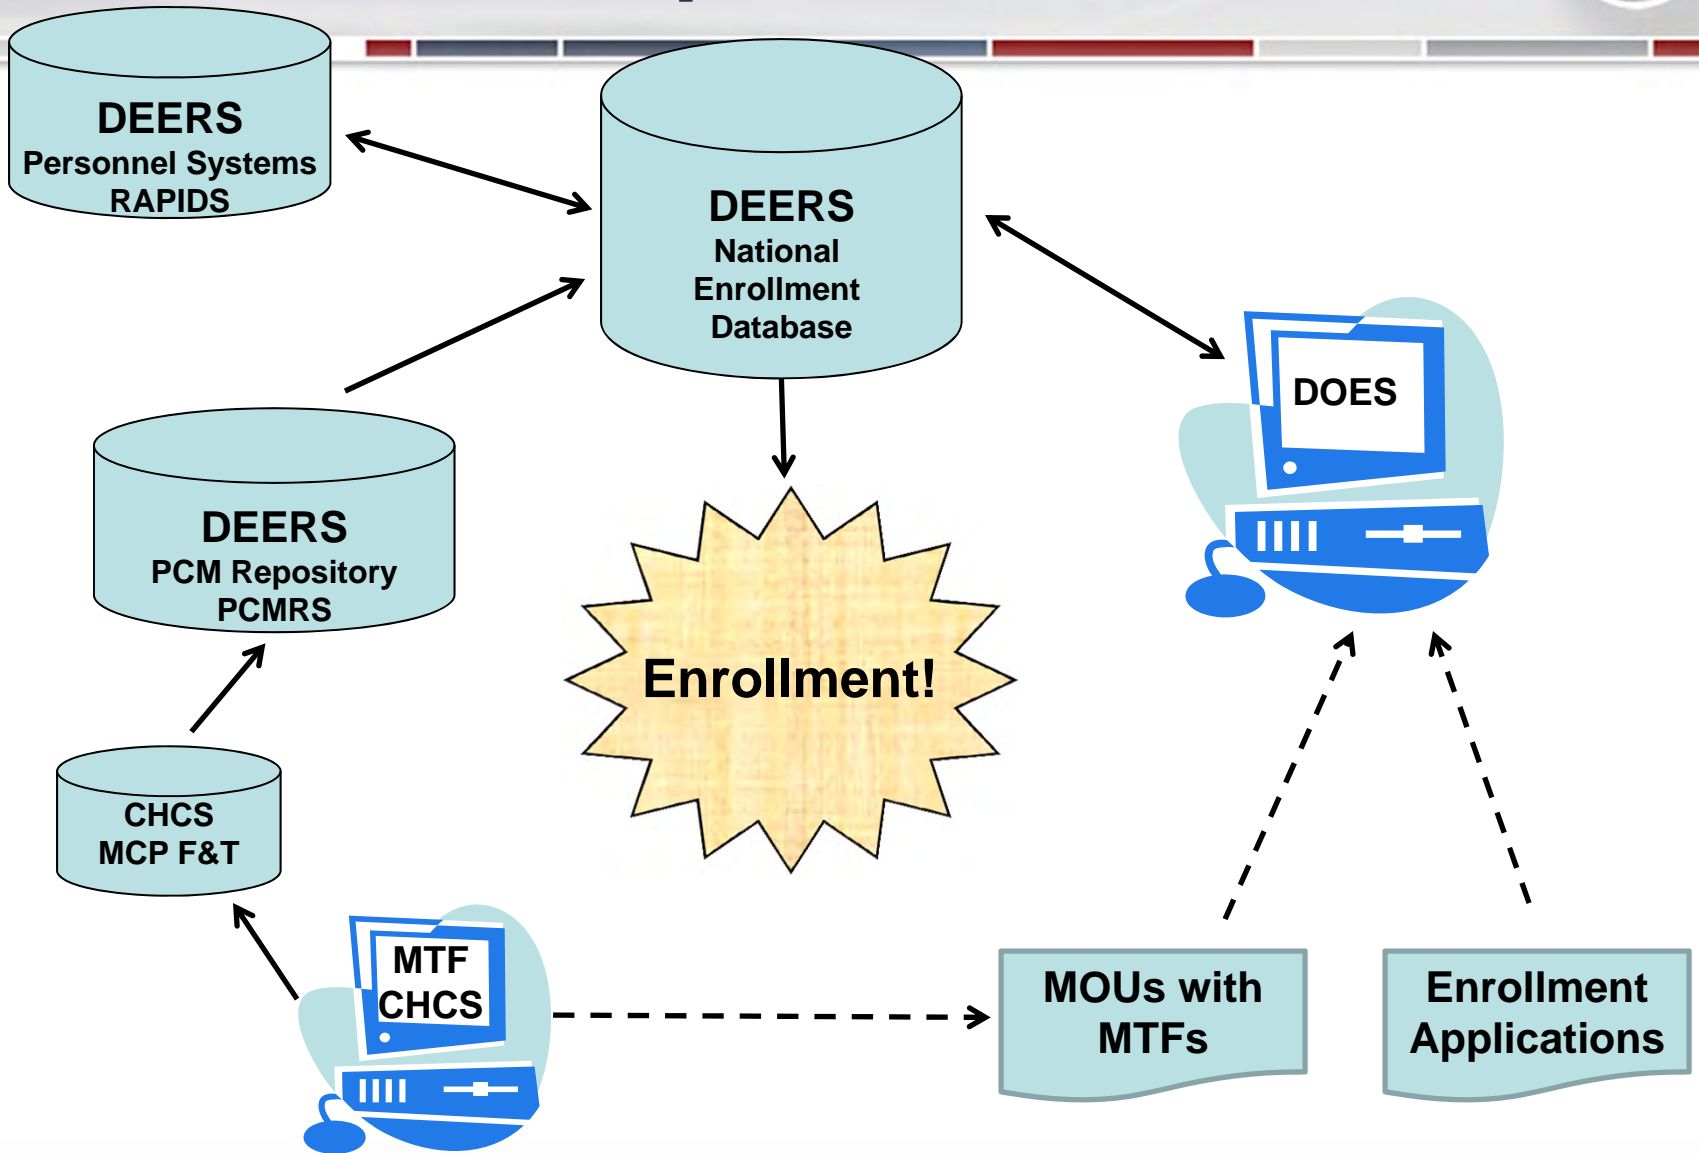 DEERS
Personnel Systems
RAPIDS
DEERS
National
Enrollment
Database
DOES
DEERS
PCM Repository
PCMRS
Enrollment!
CHCS
MCP F&T
MTF
CHCS
MOUs with
MTFs
Enrollment
Applications